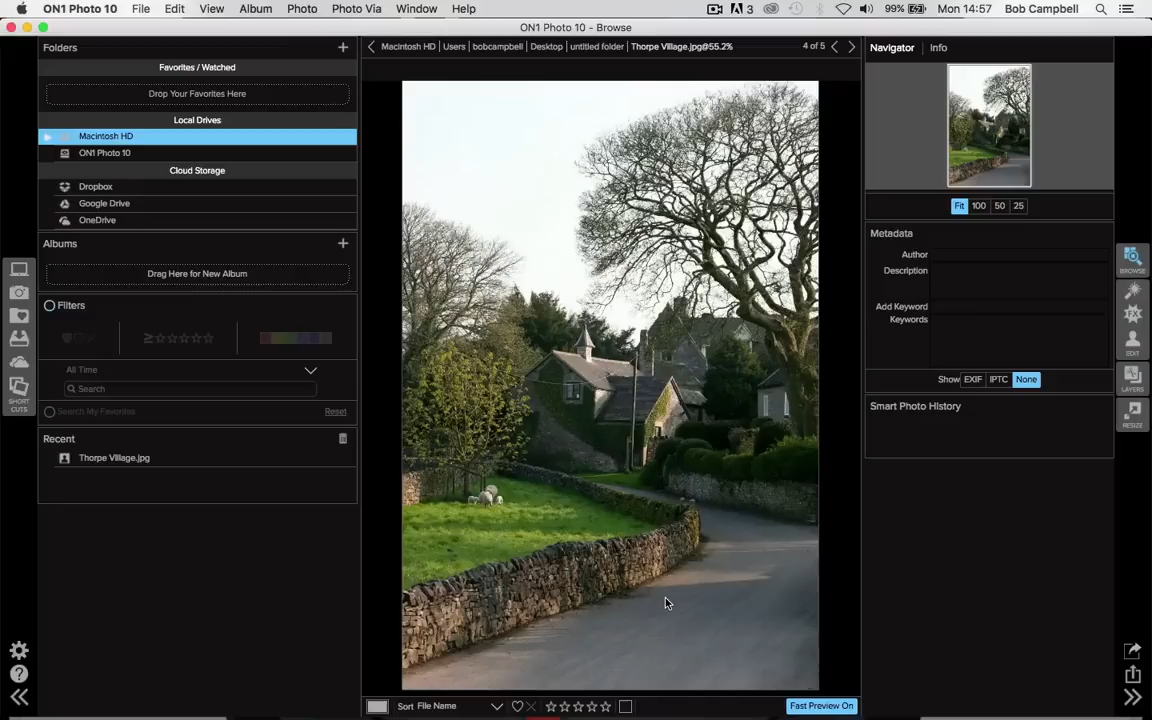 ON1 Photo 10 File Edit View Album Photo Photo Via Window Help 3 99% Mon 14:57 Bob Campbell
ON1 Photo 10 - Browse
Folders
Favorites / Watched
Drop Your Favorites Here
Local Drives
Macintosh HD
ON1 Photo 10
Cloud Storage
Dropbox
Google Drive
OneDrive
Albums
Drag Here for New Album
Filters
All Time
Search
Search My Favorites Reset
Recent
Thorpe Village.jpg
SHORT
CUTS
Macintosh HD Users bobcampbell Desktop untitled folder Thorpe Village.jpg@55.2% 4 of 5
Sort File Name Fast Preview On
Navigator Info
Fit 100 50 25
Metadata
Author
Description
Add Keyword
Keywords
Show EXIF IPTC None
Smart Photo History
BROWSE
FX
EDIT
LAYERS
RESIZE